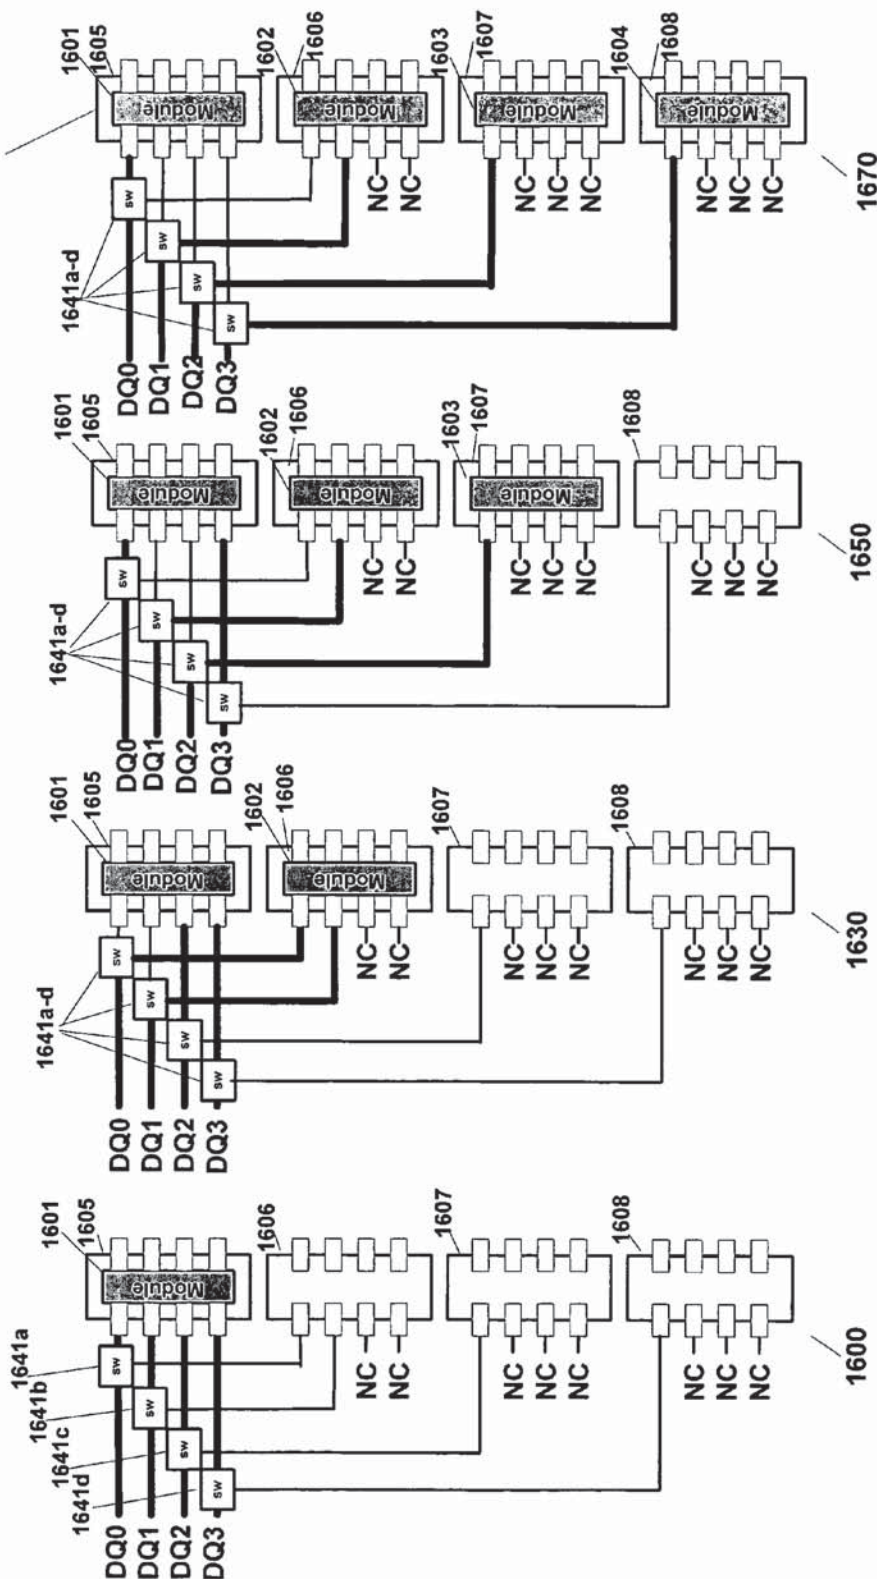 1601
1605
Module
1602
1606
Module
1603
1607
Module
1604
1608
Module
1641a-d
sw
sw
sw
sw
DQ0
DQ1
DQ2
DQ3
NC
NC
NC
NC
NC
NC
NC
NC
1670
1601
1605
Module
1602
1606
Module
1603
1607
Module
1608
1641a-d
sw
sw
sw
sw
DQ0
DQ1
DQ2
DQ3
NC
NC
NC
NC
NC
NC
NC
NC
1650
1601
1605
Module
1602
1606
Module
1607
1608
1641a-d
sw
sw
sw
sw
DQ0
DQ1
DQ2
DQ3
NC
NC
NC
NC
NC
NC
NC
NC
1630
1601
1605
Module
1606
1607
1608
1641a
1641b
1641c
1641d
sw
sw
sw
sw
DQ0
DQ1
DQ2
DQ3
NC
NC
NC
NC
NC
NC
NC
NC
1600